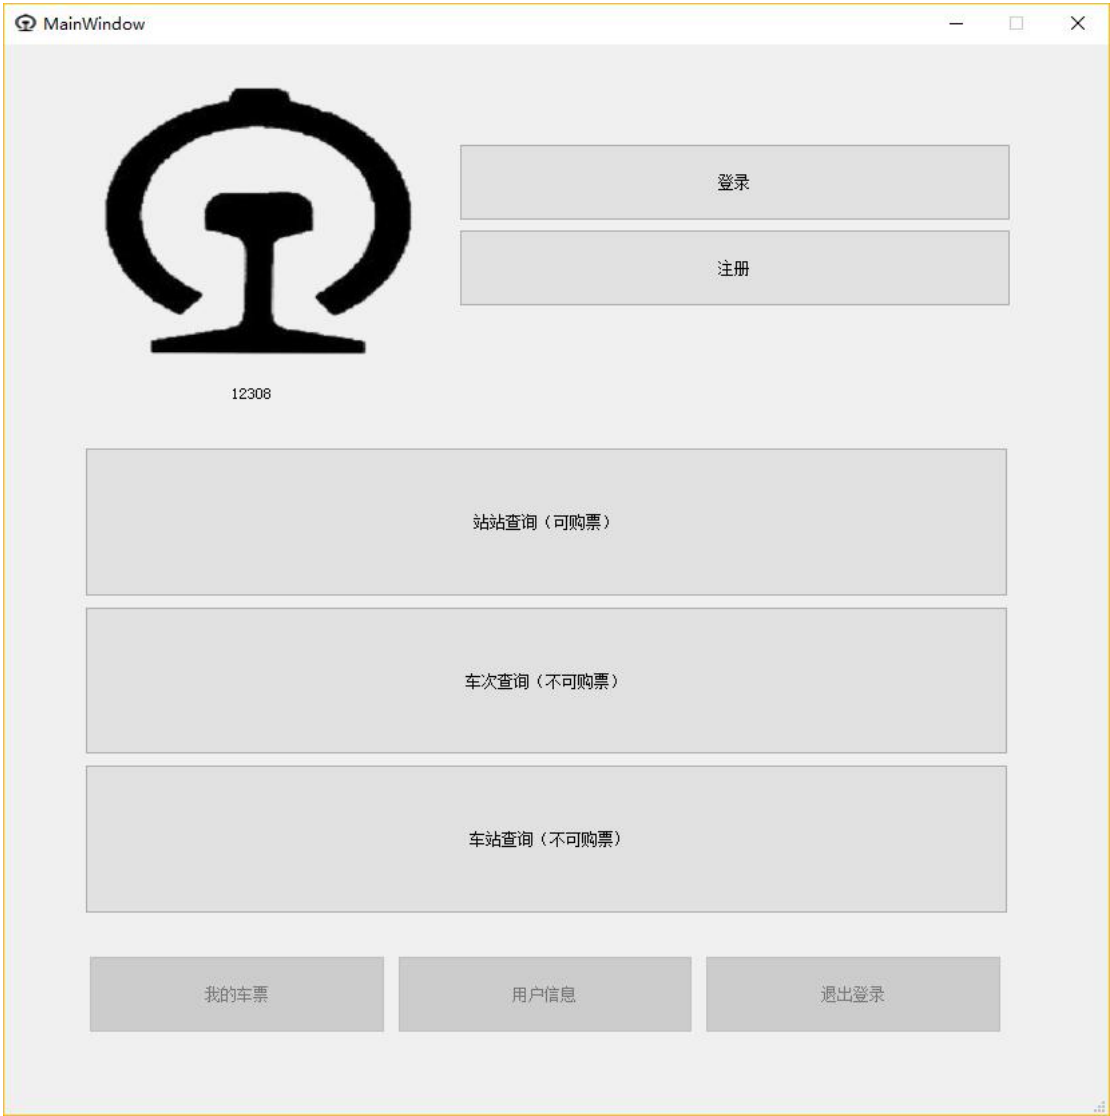 MainWindow
登录
注册
12308
站站查询（可购票）
车次查询（不可购票）
车站查询（不可购票）
我的车票
用户信息
退出登录